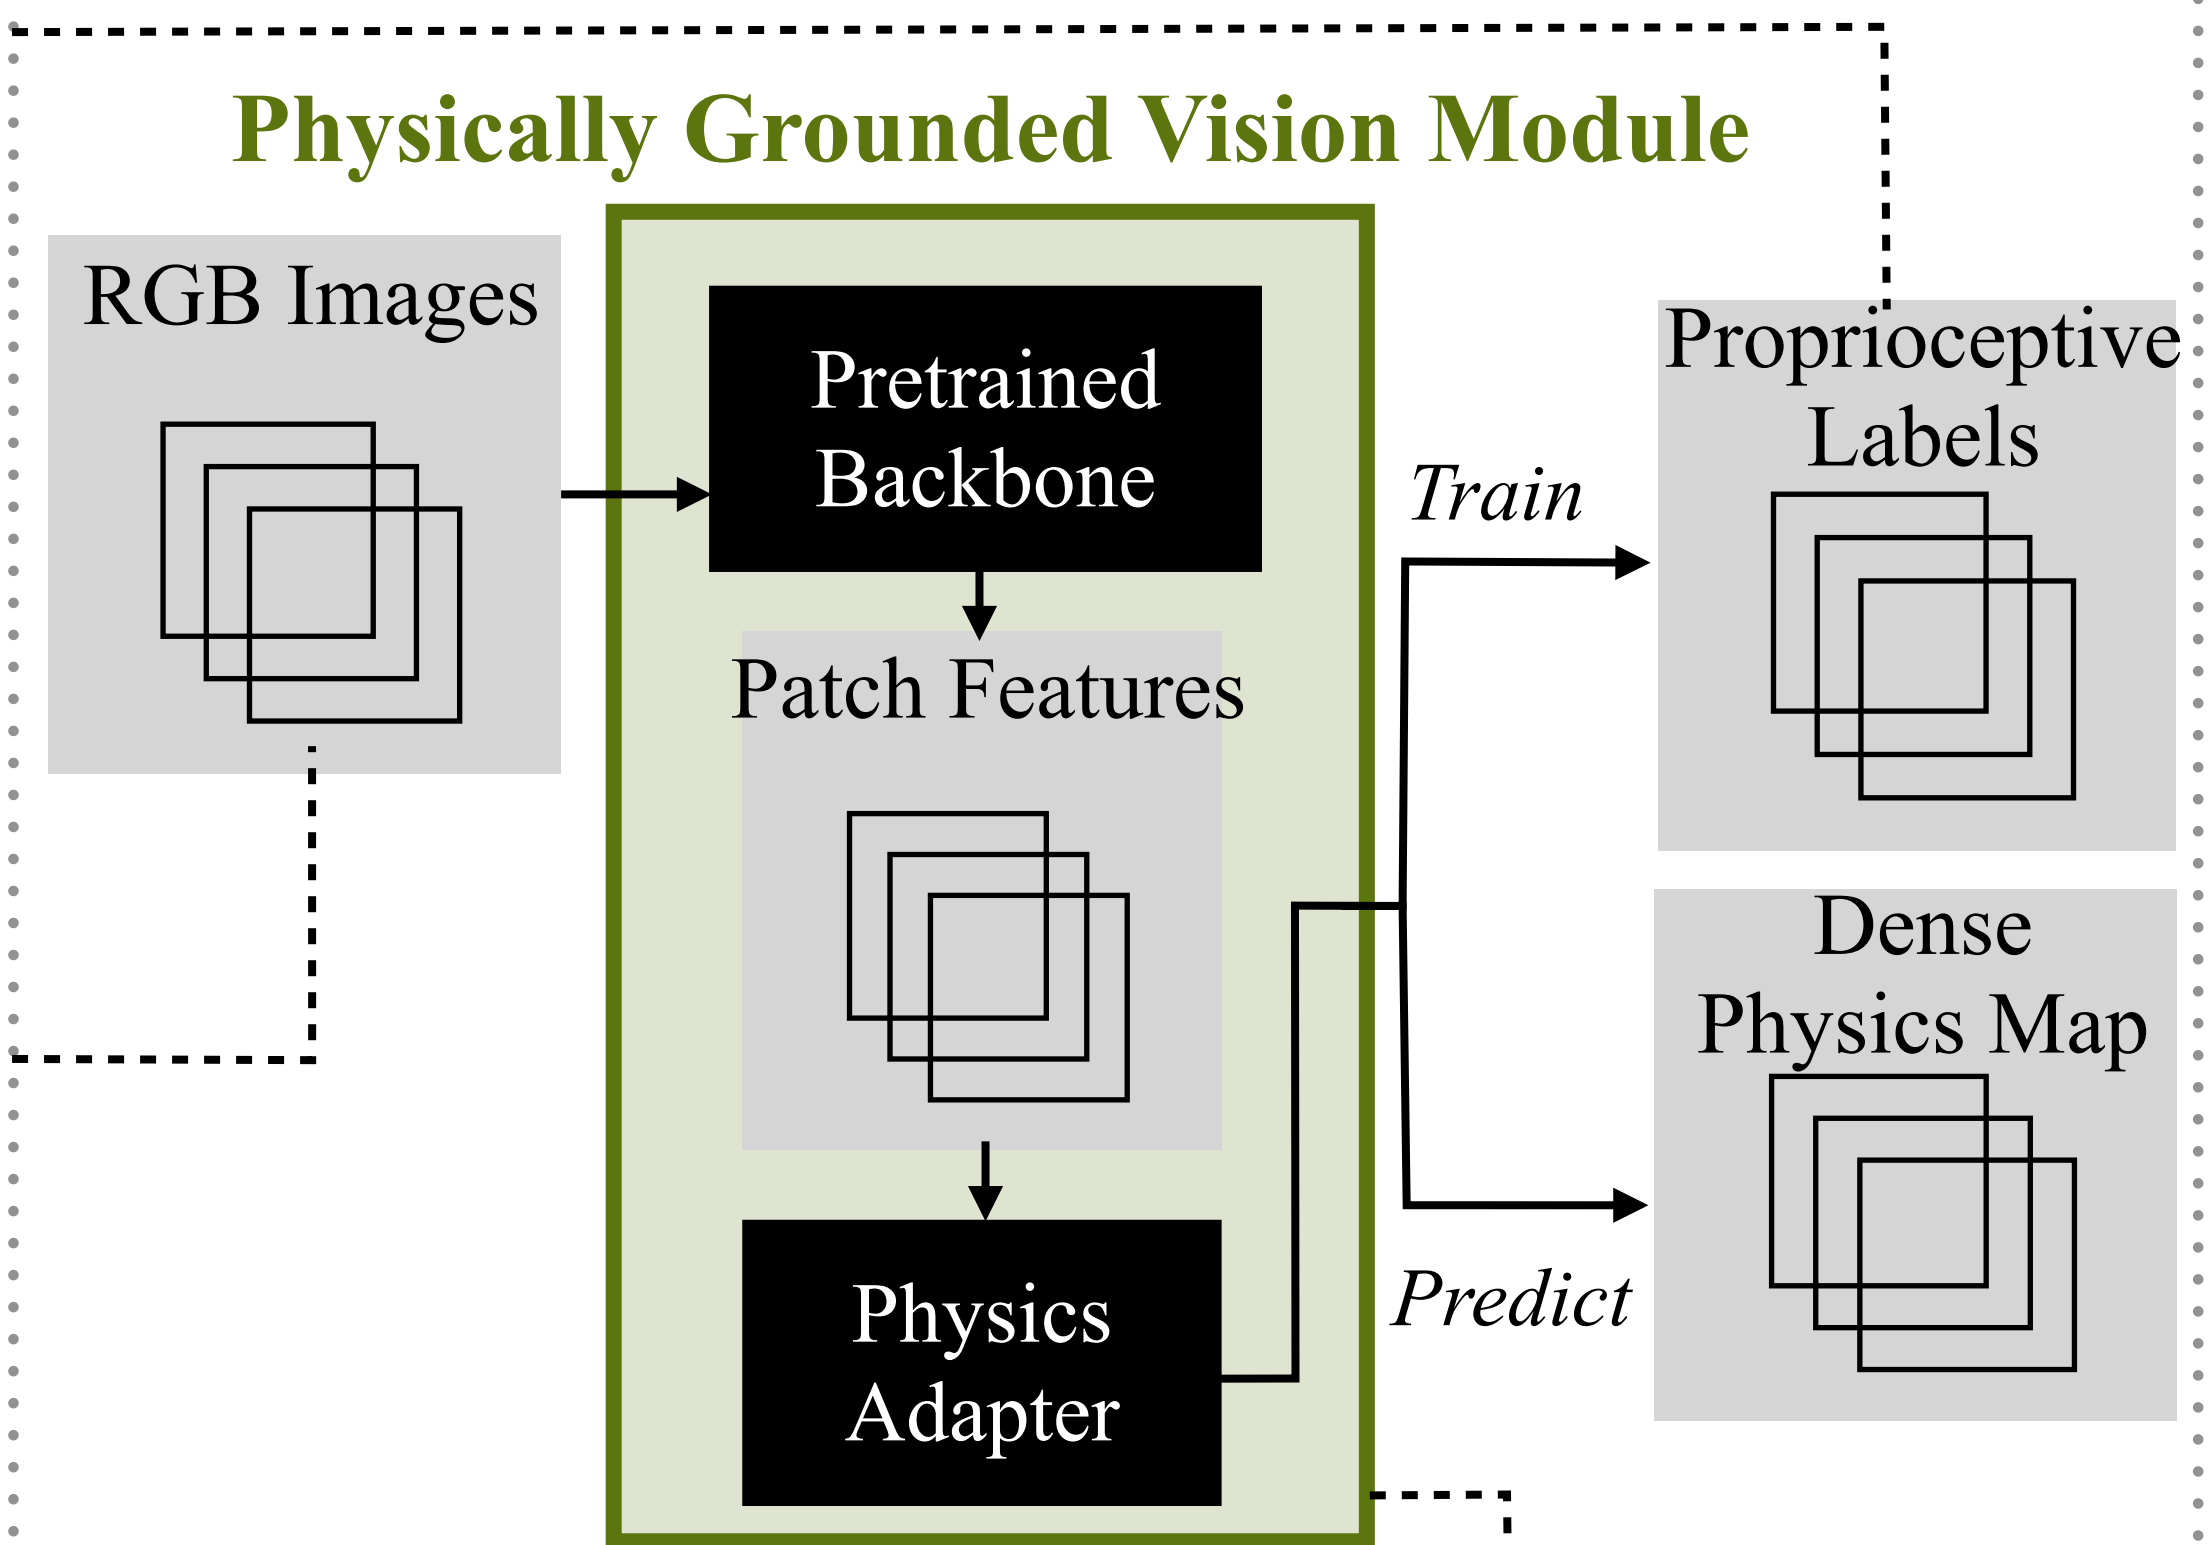 Physically Grounded Vision Module
RGB Images
Pretrained
Backbone
Patch Features
Physics
Adapter
Train
Predict
Proprioceptive
Labels
Dense
Physics Map